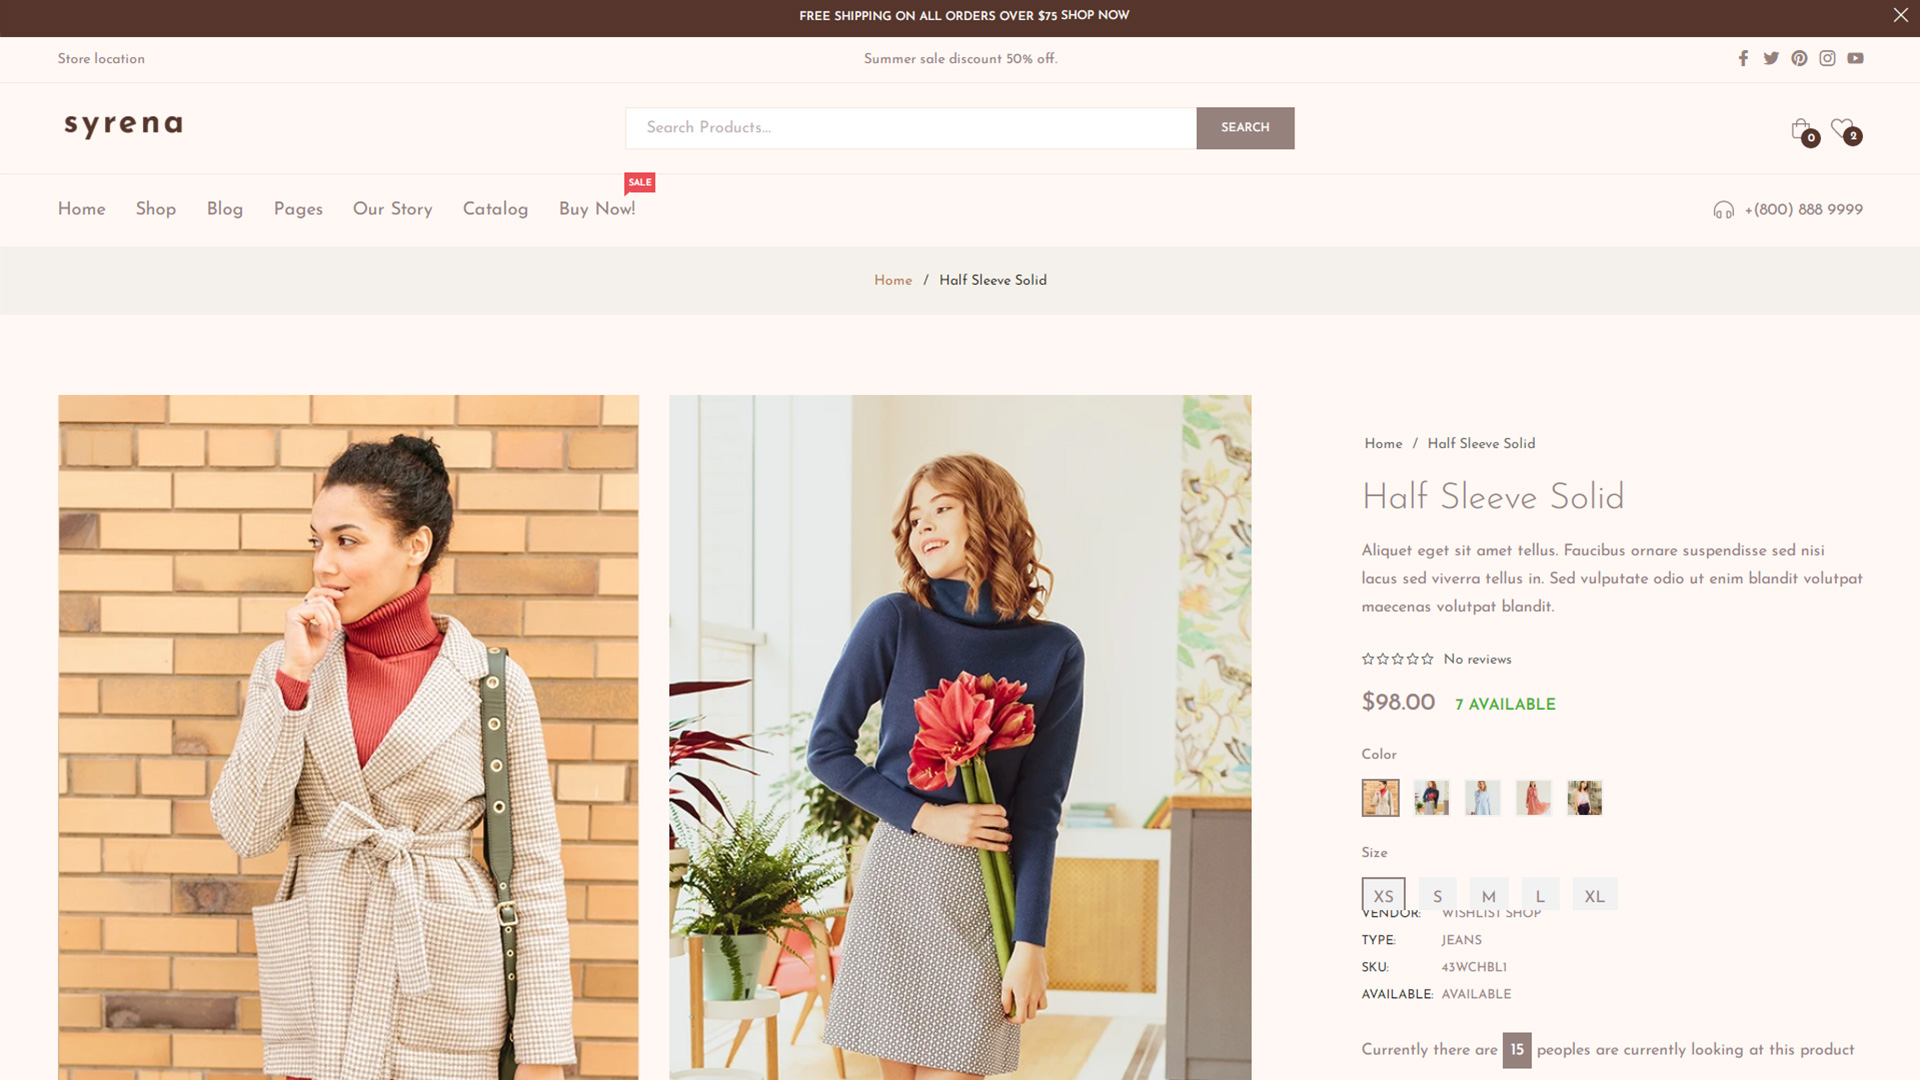 FREE SHIPPING ON ALL ORDERS OVER $75 SHOP NOW
Store location
Summer sale discount 50% off.
syrena
Search Products...
SEARCH
0
2
SALE
Home
Shop
Blog
Pages
Our Story
Catalog
Buy Now!
+(800) 888 9999
Home / Half Sleeve Solid
Home / Half Sleeve Solid
Half Sleeve Solid
Aliquet eget sit amet tellus. Faucibus ornare suspendisse sed nisi
lacus sed viverra tellus in. Sed vulputate odio ut enim blandit volutpat
maecenas volutpat blandit.
No reviews
$98.00 7 AVAILABLE
Color
Size
XS S M L XL
VENDOR: WISHLIST SHOP
TYPE: JEANS
SKU: 43WCHBL1
AVAILABLE: AVAILABLE
Currently there are 15 peoples are currently looking at this product